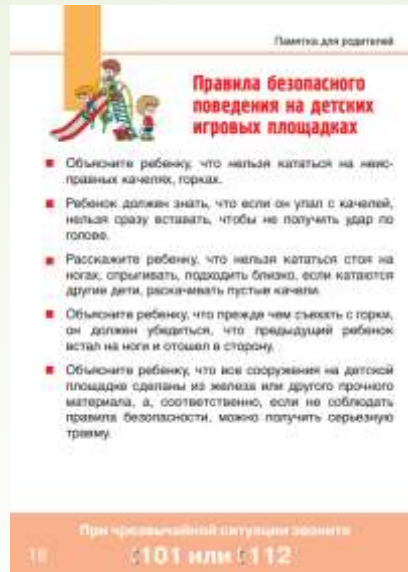 Памятка для родителей
Правила безопасного
поведения на детских
игровых площадках
Объясните ребенку, что нельзя кататься на неис-
правных качелях, горках.
Ребенок должен знать, что если он упал с качелей,
нельзя сразу вставать, чтобы не получить удар по
голове.
Расскажите ребенку, что нельзя кататься стоя на
ногах, спрыгивать, подходить близко, если катаются
другие дети, раскачивать пустые качели.
Объясните ребенку, что прежде чем съехать с горки,
он должен убедиться, что предыдущий ребенок
встал на ноги и отошел в сторону.
Объясните ребенку, что все сооружения на детской
площадке сделаны из железа или другого прочного
материала, а, соответственно, если не соблюдать
правила безопасности, можно получить серьезную
травму.
При чрезвычайной ситуации звоните
101 или 112
18